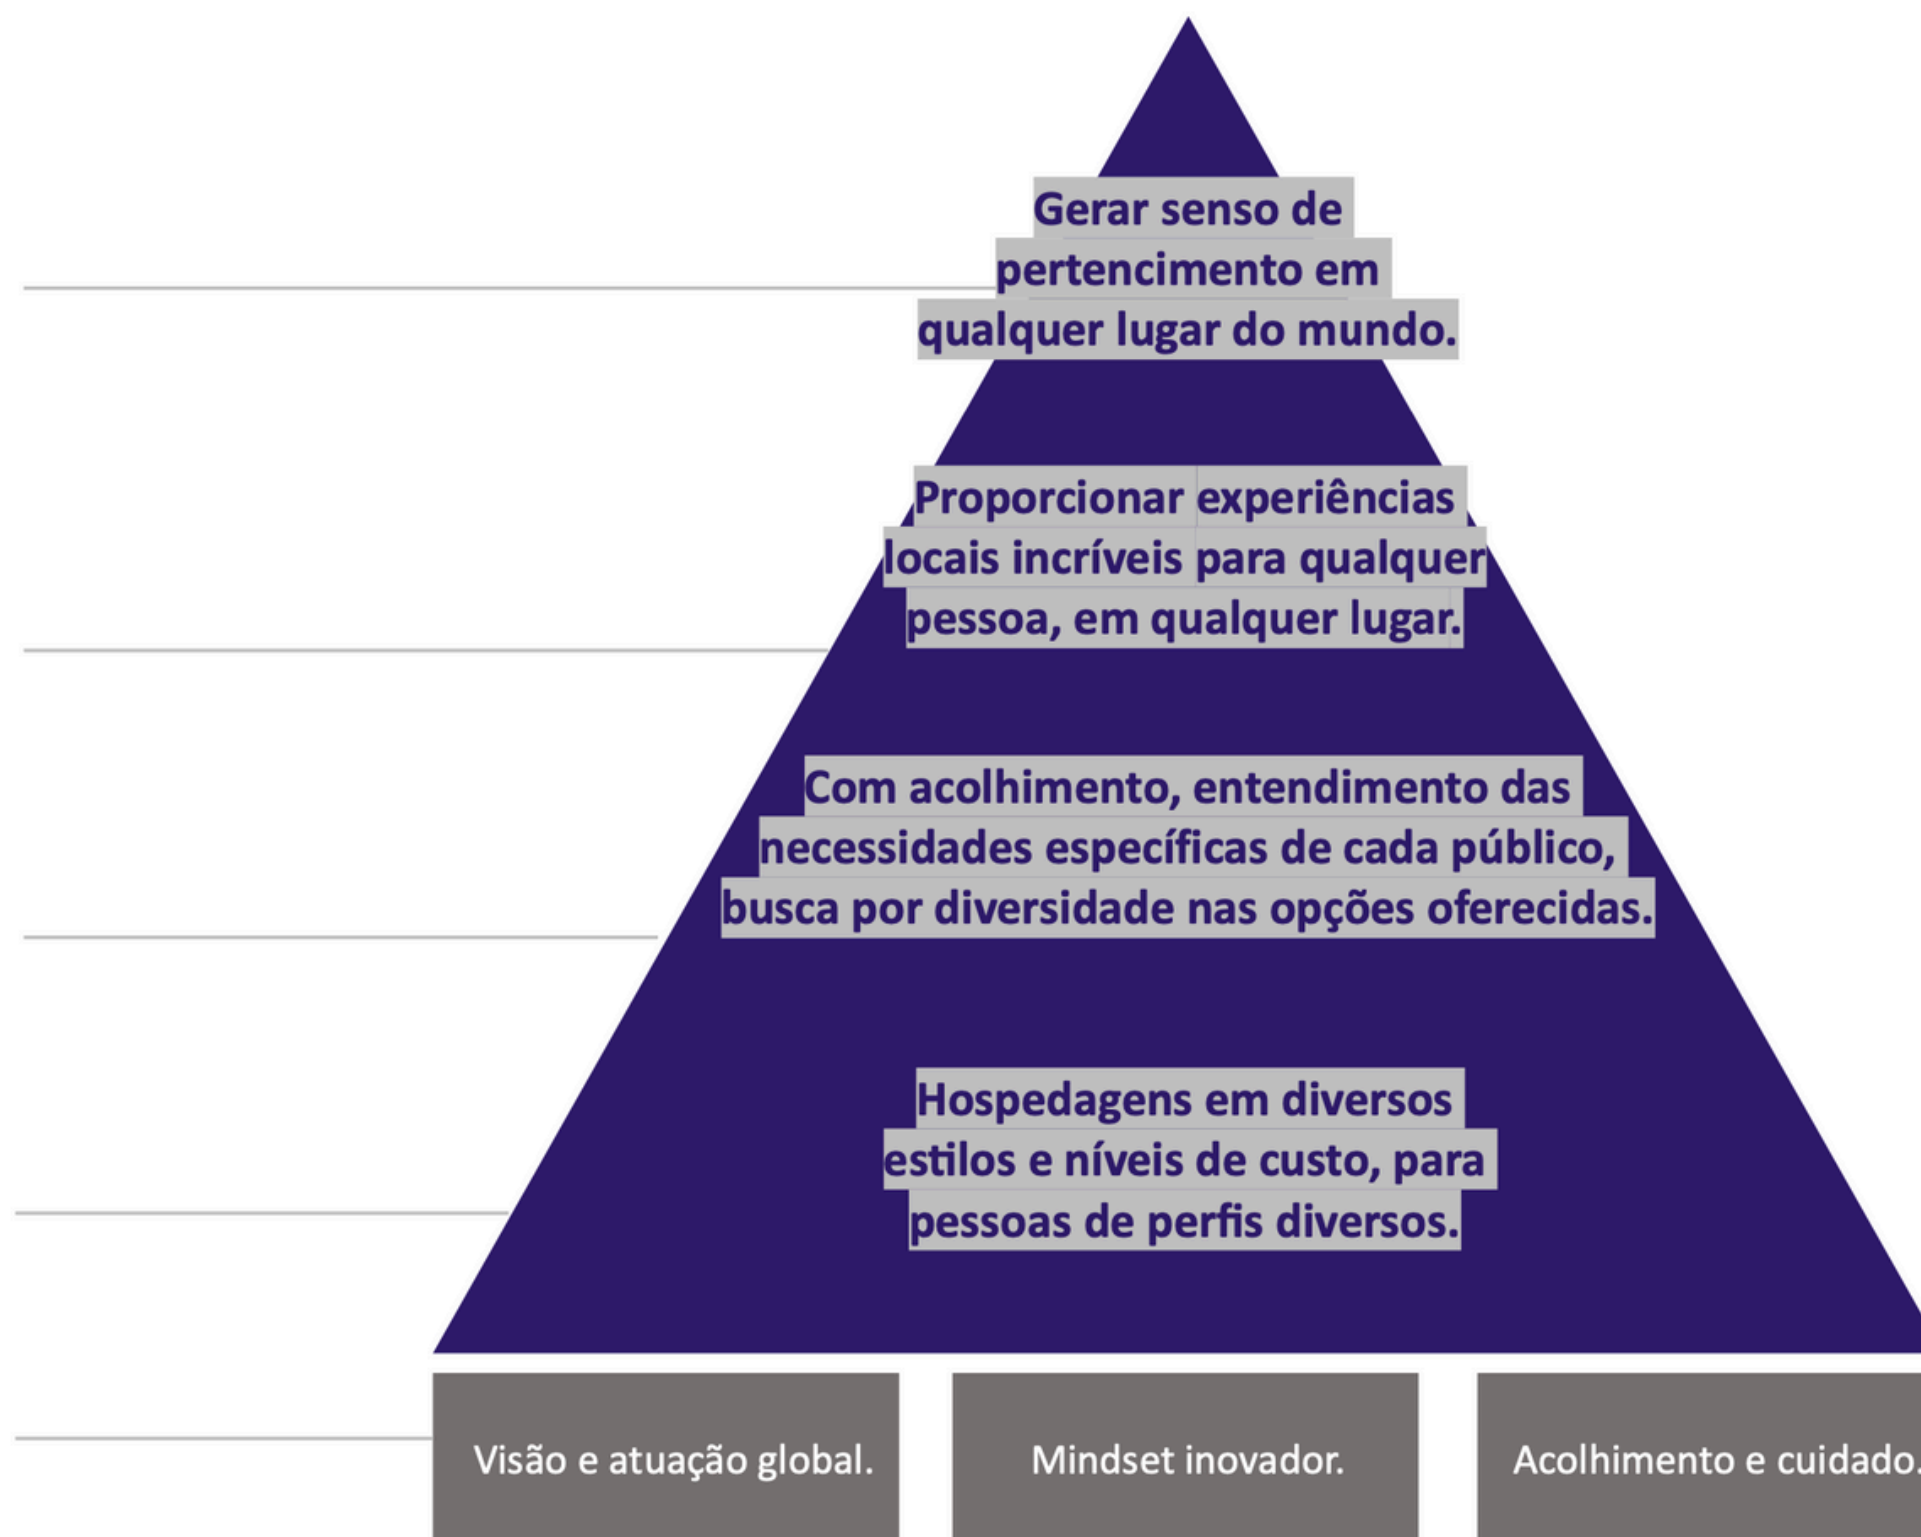 Gerar senso de
pertencimento em
qualquer lugar do mundo.
Proporcionar experiências
locais incríveis para qualquer
pessoa, em qualquer lugar.
Com acolhimento, entendimento das
necessidades específicas de cada público,
busca por diversidade nas opções oferecidas.
Hospedagens em diversos
estilos e níveis de custo, para
pessoas de perfis diversos.
Visão e atuação global.
Mindset inovador.
Acolhimento e cuidado.